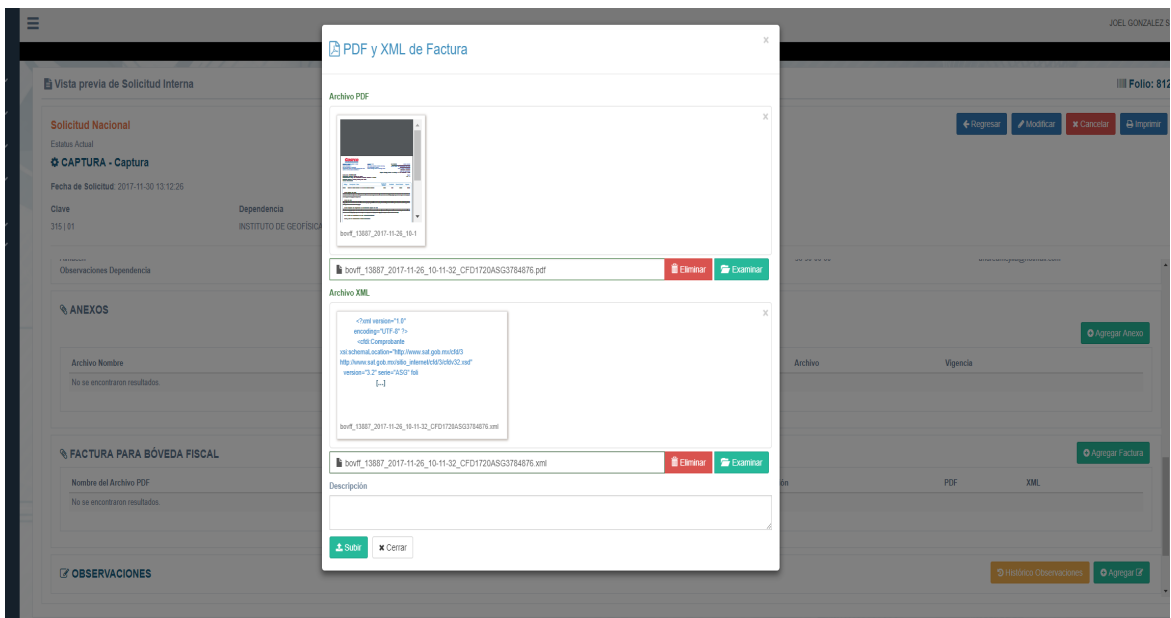 JOEL GONZALEZ S
PDF y XML de Factura
x
Vista previa de Solicitud Interna
Folio: 812
Archivo PDF
x
Solicitud Nacional
Regresar
Modificar
Cancelar
Imprimir
Estatus Actual
CAPTURA - Captura
Fecha de Solicitud: 2017-11-30 13:12:26
Clave
Dependencia
315 | 01
INSTITUTO DE GEOFÍSICA
bovff_13887_2017-11-26_10-1
Observaciones Dependencia
bovff_13887_2017-11-26_10-11-32_CFD1720ASG3784876.pdf
Eliminar
Examinar
Archivo XML
ANEXOS
x
<?xml version="1.0"
encoding="UTF-8" ?>
<cfdi:Comprobante
xsi:schemaLocation="http://www.sat.gob.mx/cfd/3
http://www.sat.gob.mx/sitio_internet/cfd/3/cfdv32.xsd"
version="3.2" serie="ASG" foli
[...]
Agregar Anexo
Archivo Nombre
Archivo
Vigencia
No se encontraron resultados.
bovff_13887_2017-11-26_10-11-32_CFD1720ASG3784876.xml
FACTURA PARA BÓVEDA FISCAL
Agregar Factura
bovff_13887_2017-11-26_10-11-32_CFD1720ASG3784876.xml
Eliminar
Examinar
Nombre del Archivo PDF
Descripción
ón
PDF
XML
No se encontraron resultados.
Subir
x Cerrar
OBSERVACIONES
Histórico Observaciones
Agregar